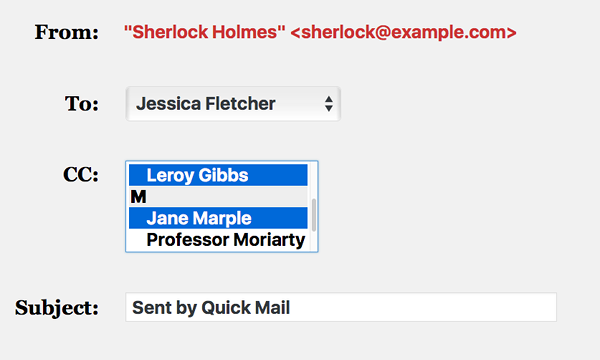 From: "Sherlock Holmes" <sherlock@example.com>
To: Jessica Fletcher
CC: Leroy Gibbs
M
Jane Marple
Professor Moriarty
Subject: Sent by Quick Mail